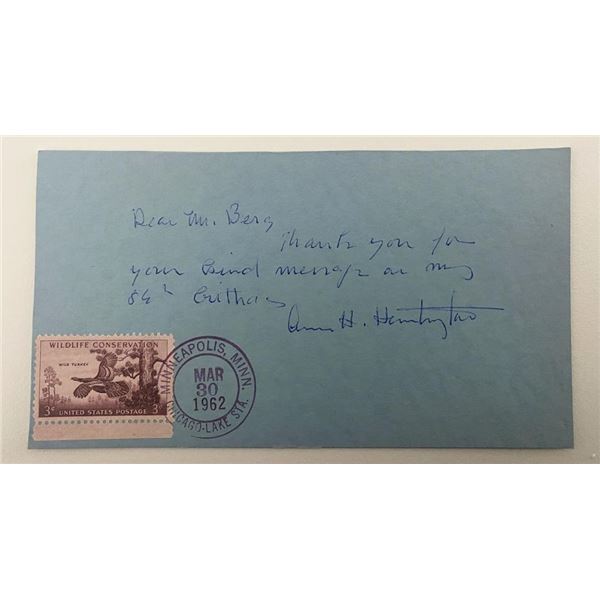 Dear Mr. Berg
Thank you for
your kind message on my
86th birthday
Anna H. Huntington
WILDLIFE CONSERVATION
WILD TURKEY
3¢ UNITED STATES POSTAGE 3¢
MINNEAPOLIS, MINN.
MAR
30
1962
CHICAGO-LAKE STA.